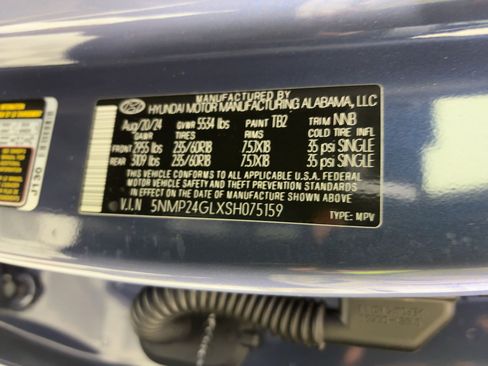 MANUFACTURED BY
HYUNDAI MOTOR MANUFACTURING ALABAMA, LLC
Aug/20/24 GVWR 5534 lbs PAINT TB2 TRIM NNB
GAWR TIRES RIMS COLD TIRE INFL
FRONT 2955 lbs 235/60R18 7.5JX18 35 psi SINGLE
REAR 3109 lbs 235/60R18 7.5JX18 35 psi SINGLE
THIS VEHICLE CONFORMS TO ALL APPLICABLE U.S.A. FEDERAL
MOTOR VEHICLE SAFETY, BUMPER, AND THEFT PREVENTION STANDARDS
IN EFFECT ON THE DATE OF MANUFACTURE SHOWN ABOVE.
V.I.N 5NMP24GLXSH075159
TYPE: MPV
J130